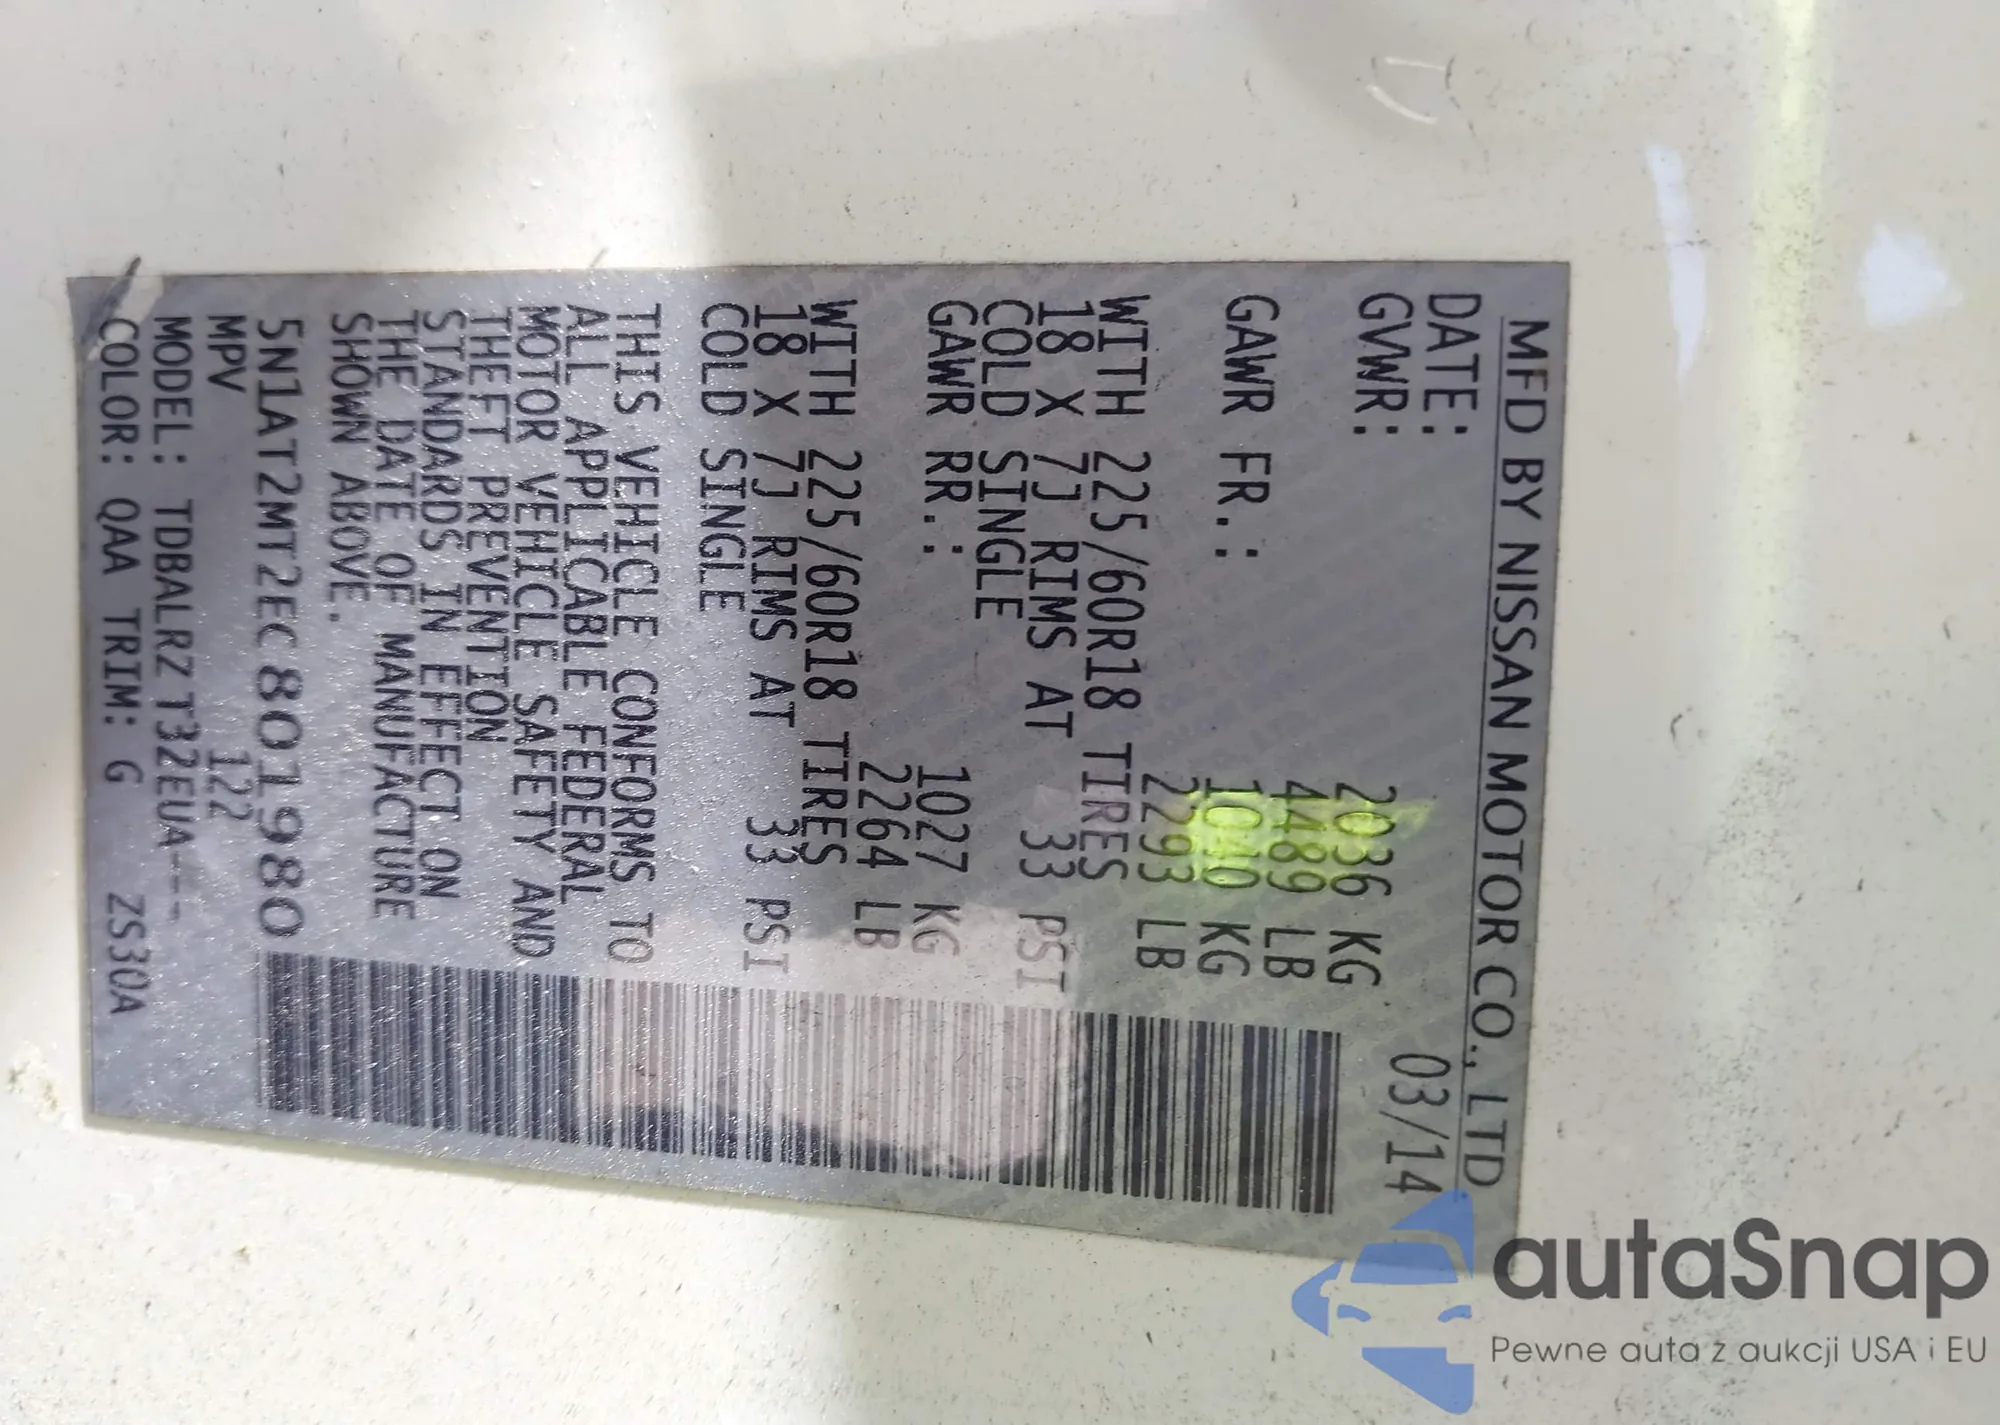 MFD BY NISSAN MOTOR CO., LTD
DATE: 03/14
GVWR: 2036 KG
4489 LB
GAWR FR.: 1040 KG
2293 LB
WITH 225/60R18 TIRES
18 X 7J RIMS AT 33 PSI
COLD SINGLE
GAWR RR.: 1027 KG
2264 LB
WITH 225/60R18 TIRES
18 X 7J RIMS AT 33 PSI
COLD SINGLE
THIS VEHICLE CONFORMS TO
ALL APPLICABLE FEDERAL
MOTOR VEHICLE SAFETY AND
THEFT PREVENTION
STANDARDS IN EFFECT ON
THE DATE OF MANUFACTURE
SHOWN ABOVE.
5N1AT2MT2EC801980
MPV 122
MODEL: TDBALRZ T32EUA---
COLOR: QAA TRIM: G ZS30A
autaSnap
Pewne auta z aukcji USA i EU